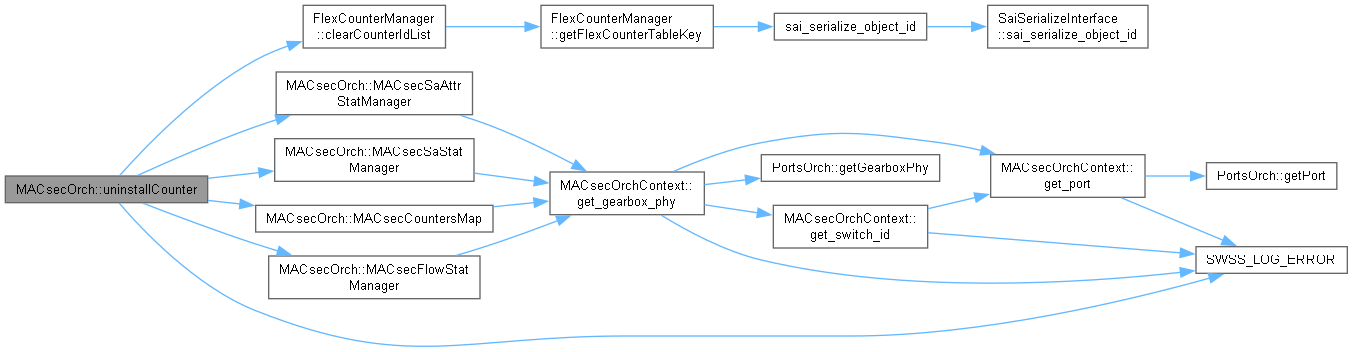 FlexCounterManager
::clearCounterIdList
FlexCounterManager
::getFlexCounterTableKey
sai_serialize_object_id
SaiSerializeInterface
::sai_serialize_object_id
MACsecOrch::MACsecSaAttr
StatManager
MACsecOrch::MACsecSaStat
Manager
MACsecOrch::uninstallCounter
MACsecOrch::MACsecCountersMap
MACsecOrch::MACsecFlowStat
Manager
MACsecOrchContext::
get_gearbox_phy
PortsOrch::getGearboxPhy
MACsecOrchContext::
get_switch_id
MACsecOrchContext::
get_port
PortsOrch::getPort
SWSS_LOG_ERROR